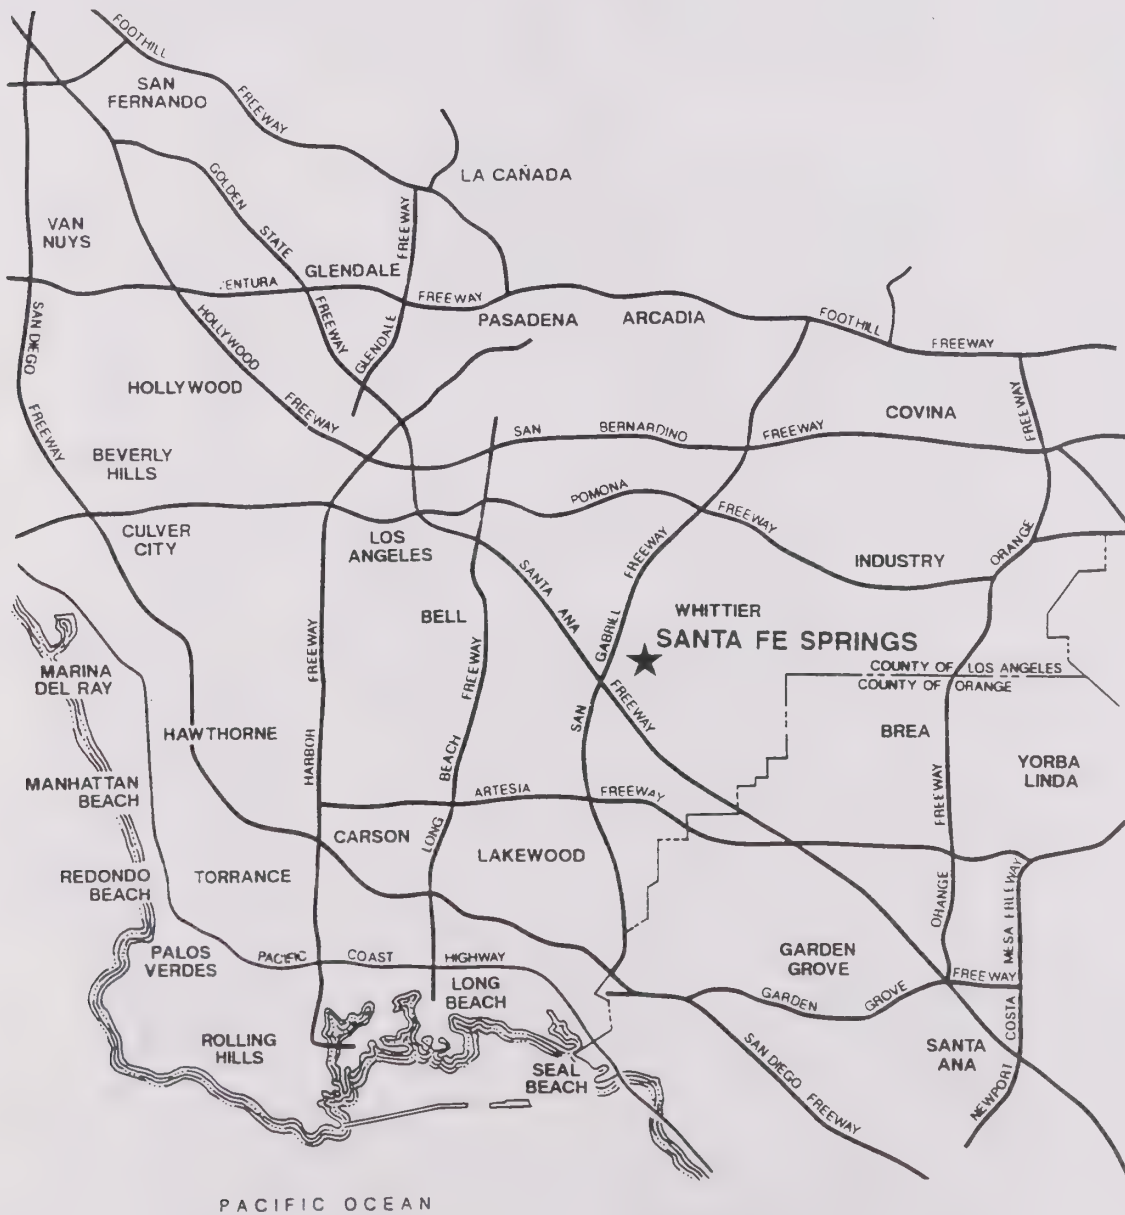 FOOTHILL
FREEWAY
SAN
FERNANDO
GOLDEN
STATE
FREEWAY
LA CAÑADA
VAN
NUYS
GLENDALE
FREEWAY
GLENDALE
VENTURA
FREEWAY
SAN DIEGO
FREEWAY
HOLLYWOOD
FREEWAY
PASADENA
ARCADIA
FOOTHILL
FREEWAY
HOLLYWOOD
COVINA
FREEWAY
SAN
BERNARDINO
FREEWAY
BEVERLY
HILLS
POMONA
FREEWAY
CULVER
CITY
LOS
ANGELES
INDUSTRY
ORANGE
SANTA ANA
FREEWAY
FREEWAY
GABRILL
SAN
BELL
WHITTIER
SANTA FE SPRINGS
COUNTY OF LOS ANGELES
COUNTY OF ORANGE
FREEWAY
HARBOR
FREEWAY
BEACH
LONG
MARINA
DEL RAY
HAWTHORNE
BREA
YORBA
LINDA
MANHATTAN
BEACH
ARTESIA
FREEWAY
FREEWAY
ORANGE
CARSON
LAKEWOOD
REDONDO
BEACH
TORRANCE
MESA FREEWAY
COSTA
NEWPORT
PALOS
VERDES
PACIFIC
COAST
HIGHWAY
GARDEN
GROVE
FREEWAY
LONG
BEACH
GARDEN
GROVE
ROLLING
HILLS
SEAL
BEACH
SAN DIEGO
FREEWAY
SANTA
ANA
PACIFIC OCEAN